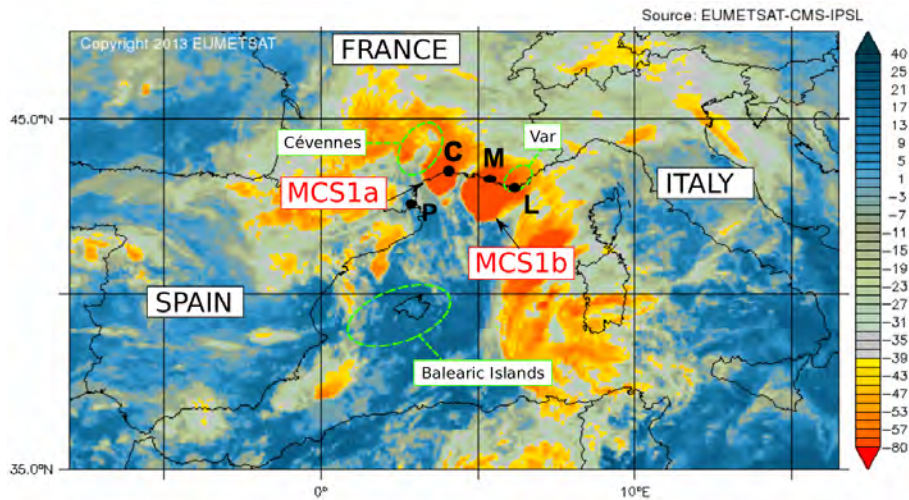 Source: EUMETSAT-CMS-IPSL
Copyright 2013 EUMETSAT
FRANCE
45.0°N
Cévennes
Var
C
M
MCS1a
ITALY
P
L
MCS1b
SPAIN
Balearic Islands
35.0°N
0°
10°E
40
25
21
17
13
9
5
1
-3
-7
-11
-15
-19
-23
-27
-31
-35
-39
-43
-47
-53
-57
-80